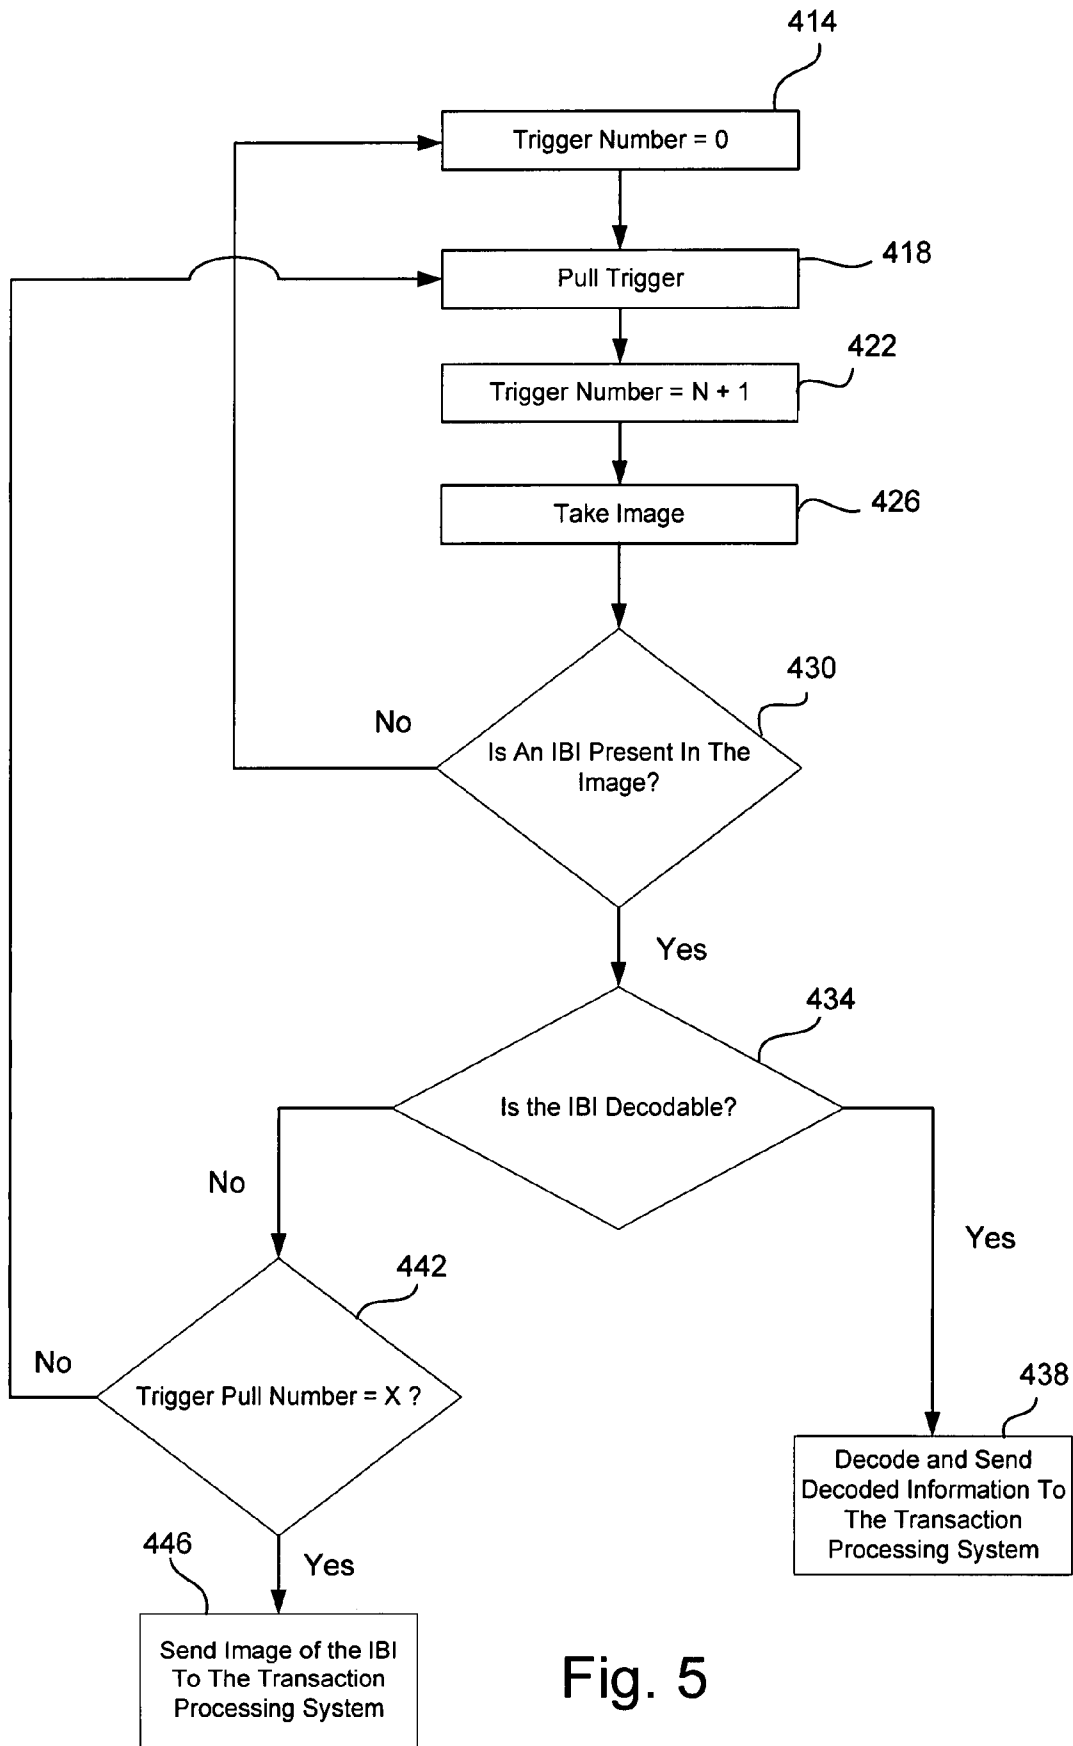 414
Trigger Number = 0
418
Pull Trigger
422
Trigger Number = N + 1
426
Take Image
430
No
Is An IBI Present In The
Image?
Yes
434
Is the IBI Decodable?
No
Yes
442
No
Trigger Pull Number = X ?
438
Decode and Send
Decoded Information To
The Transaction
Processing System
446
Yes
Send Image of the IBI
To The Transaction
Processing System
Fig. 5